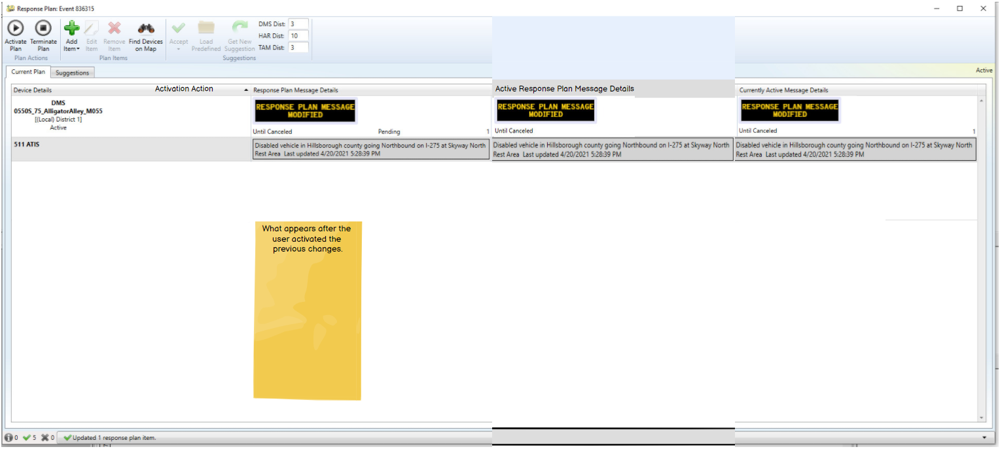 Response Plan: Event 836315
Activate Plan
Terminate Plan
Add Item
Edit Item
Remove Item
Find Devices on Map
Accept
Load Predefined
Get New Suggestion
DMS Dist: 3
HAR Dist: 10
TAM Dist: 3
Plan Actions
Plan Items
Suggestions
Current Plan
Suggestions
Active
Device Details
Activation Action
Response Plan Message Details
Active Response Plan Message Details
Currently Active Message Details
DMS
0550S_75_AlligatorAlley_M055
[(Local) District 1]
Active
RESPONSE PLAN MESSAGE
MODIFIED
Until Canceled Pending 1
RESPONSE PLAN MESSAGE
MODIFIED
Until Canceled
RESPONSE PLAN MESSAGE
MODIFIED
Until Canceled 1
511 ATIS
Disabled vehicle in Hillsborough county going Northbound on I-275 at Skyway North
Rest Area Last updated 4/20/2021 5:28:39 PM
Disabled vehicle in Hillsborough county going Northbound on I-275 at Skyway North
Rest Area Last updated 4/20/2021 5:28:39 PM
Disabled vehicle in Hillsborough county going Northbound on I-275 at Skyway North
Rest Area Last updated 4/20/2021 5:28:39 PM
What appears after the
user activated the
previous changes.
0 5 0 Updated 1 response plan item.